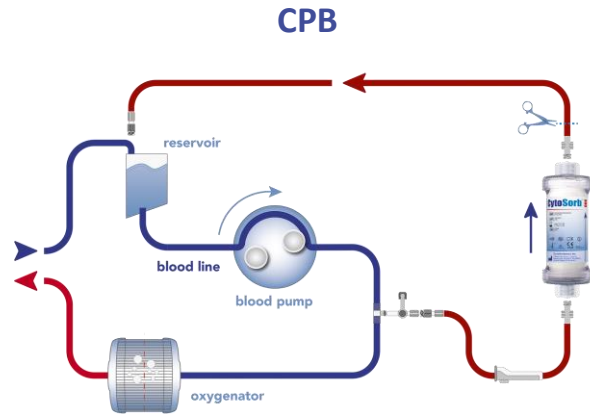 CPB
reservoir
CytoSorb
blood line
blood pump
oxygenator